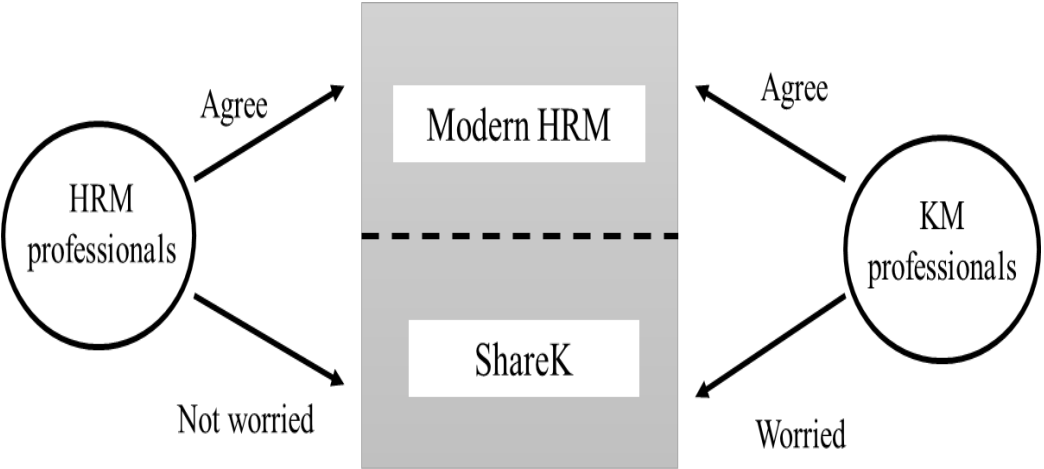 Agree
Agree
Modern HRM
HRM
professionals
KM
professionals
ShareK
Not worried
Worried